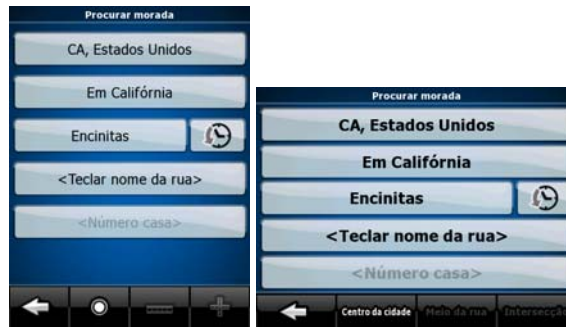 Procurar morada
CA, Estados Unidos
Em Califórnia
Encinitas
<Teclar nome da rua>
<Número casa>
Procurar morada
CA, Estados Unidos
Em Califórnia
Encinitas
<Teclar nome da rua>
<Número casa>
Centro da cidade Meio da rua Intersecção